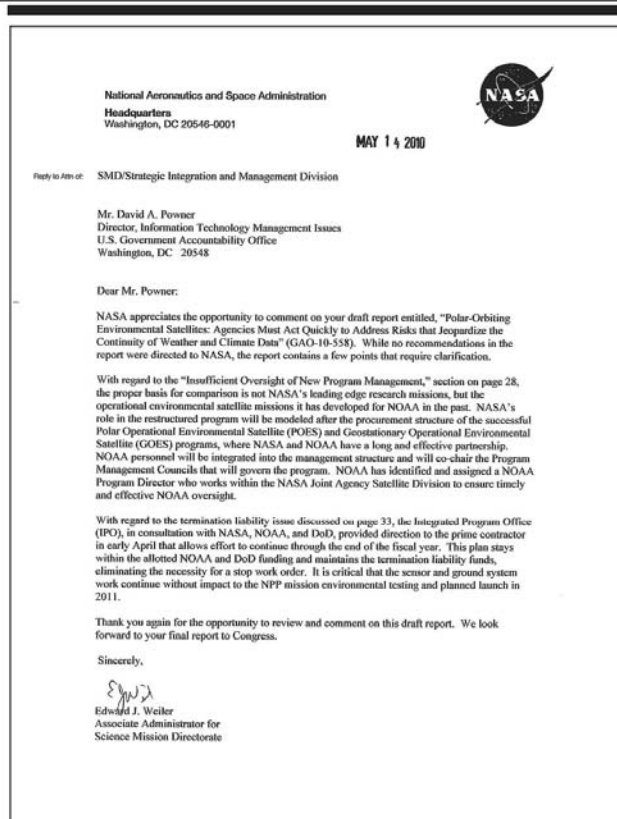 National Aeronautics and Space Administration
Headquarters
Washington, DC 20546-0001
NASA
MAY 14 2010
Reply to Attn of: SMD/Strategic Integration and Management Division
Mr. David A. Powner
Director, Information Technology Management Issues
U.S. Government Accountability Office
Washington, DC 20548
Dear Mr. Powner:
NASA appreciates the opportunity to comment on your draft report entitled, “Polar-Orbiting
Environmental Satellites: Agencies Must Act Quickly to Address Risks that Jeopardize the
Continuity of Weather and Climate Data” (GAO-10-558). While no recommendations in the
report were directed to NASA, the report contains a few points that require clarification.
With regard to the “Insufficient Oversight of New Program Management,” section on page 28,
the proper basis for comparison is not NASA's leading edge research missions, but the
operational environmental satellite missions it has developed for NOAA in the past. NASA's
role in the restructured program will be modeled after the procurement structure of the successful
Polar Operational Environmental Satellite (POES) and Geostationary Operational Environmental
Satellite (GOES) programs, where NASA and NOAA have a long and effective partnership.
NOAA personnel will be integrated into the management structure and will co-chair the Program
Management Councils that will govern the program. NOAA has identified and assigned a NOAA
Program Director who works within the NASA Joint Agency Satellite Division to ensure timely
and effective NOAA oversight.
With regard to the termination liability issue discussed on page 33, the Integrated Program Office
(IPO), in consultation with NASA, NOAA, and DoD, provided direction to the prime contractor
in early April that allows effort to continue through the end of the fiscal year. This plan stays
within the allotted NOAA and DoD funding and maintains the termination liability funds,
eliminating the necessity for a stop work order. It is critical that the sensor and ground system
work continue without impact to the NPP mission environmental testing and planned launch in
2011.
Thank you again for the opportunity to review and comment on this draft report. We look
forward to your final report to Congress.
Sincerely,
Edward J. Weiler
Associate Administrator for
Science Mission Directorate